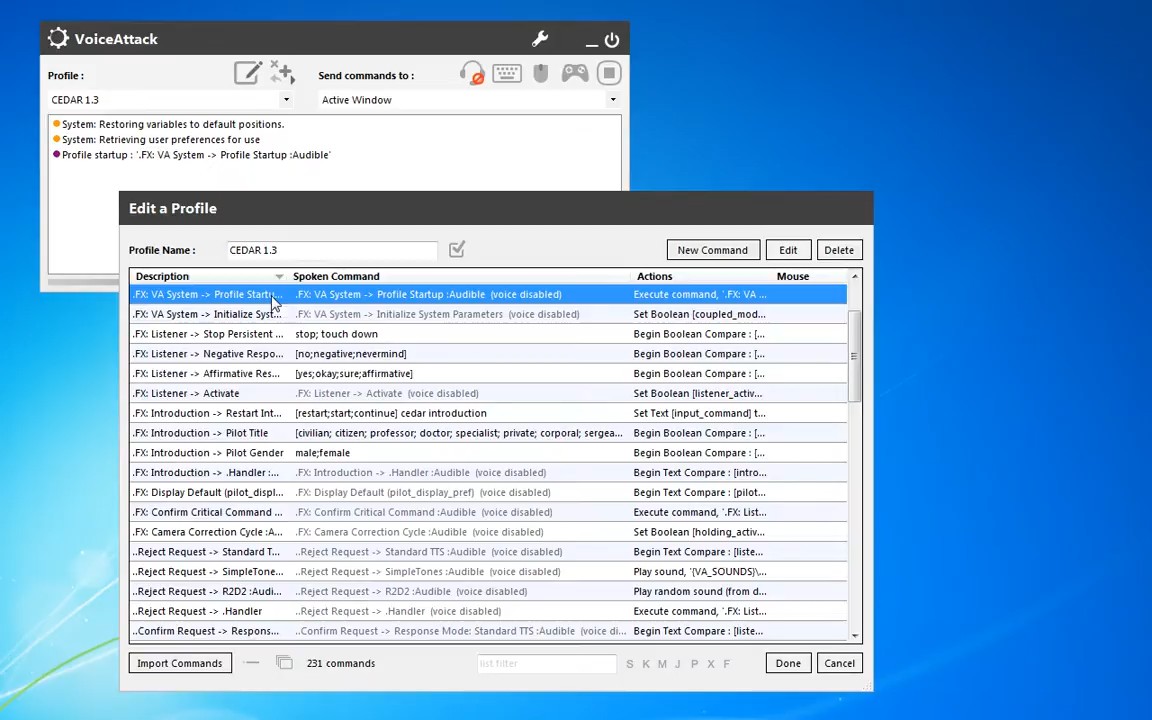 VoiceAttack
Profile :
Send commands to :
CEDAR 1.3
Active Window
System: Restoring variables to default positions.
System: Retrieving user preferences for use
Profile startup : '.FX: VA System -> Profile Startup :Audible'
Edit a Profile
Profile Name :
CEDAR 1.3
New Command
Edit
Delete
Description Spoken Command Actions Mouse
.FX: VA System -> Profile Startu... .FX: VA System -> Profile Startup :Audible (voice disabled) Execute command, '.FX: VA ...
.FX: VA System -> Initialize Syst... .FX: VA System -> Initialize System Parameters (voice disabled) Set Boolean [coupled_mod...
.FX: Listener -> Stop Persistent ... stop; touch down Begin Boolean Compare : [...
.FX: Listener -> Negative Respo... [no;negative;nevermind] Begin Boolean Compare : [...
.FX: Listener -> Affirmative Res... [yes;okay;sure;affirmative] Begin Boolean Compare : [...
.FX: Listener -> Activate .FX: Listener -> Activate (voice disabled) Set Boolean [listener_activ...
.FX: Introduction -> Restart Int... [restart;start;continue] cedar introduction Set Text [input_command] t...
.FX: Introduction -> Pilot Title [civilian; citizen; professor; doctor; specialist; private; corporal; sergea... Begin Boolean Compare : [...
.FX: Introduction -> Pilot Gender male;female Begin Boolean Compare : [...
.FX: Introduction -> .Handler :... .FX: Introduction -> .Handler :Audible (voice disabled) Begin Text Compare : [intro...
.FX: Display Default (pilot_displ... .FX: Display Default (pilot_display_pref) (voice disabled) Begin Text Compare : [pilot...
.FX: Confirm Critical Command ... .FX: Confirm Critical Command :Audible (voice disabled) Execute command, '.FX: List...
.FX: Camera Correction Cycle :A... .FX: Camera Correction Cycle :Audible (voice disabled) Set Boolean [holding_activ...
..Reject Request -> Standard T... ..Reject Request -> Standard TTS :Audible (voice disabled) Begin Text Compare : [liste...
..Reject Request -> SimpleTone... ..Reject Request -> SimpleTones :Audible (voice disabled) Play sound, '{VA_SOUNDS}\...
..Reject Request -> R2D2 :Audi... ..Reject Request -> R2D2 :Audible (voice disabled) Play random sound (from d...
..Reject Request -> .Handler ..Reject Request -> .Handler (voice disabled) Execute command, '.FX: List...
..Confirm Request -> Respons... ..Confirm Request -> Response Mode: Standard TTS :Audible (voice di... Begin Text Compare : [liste...
Import Commands
231 commands
list filter
S K M J P X F
Done
Cancel